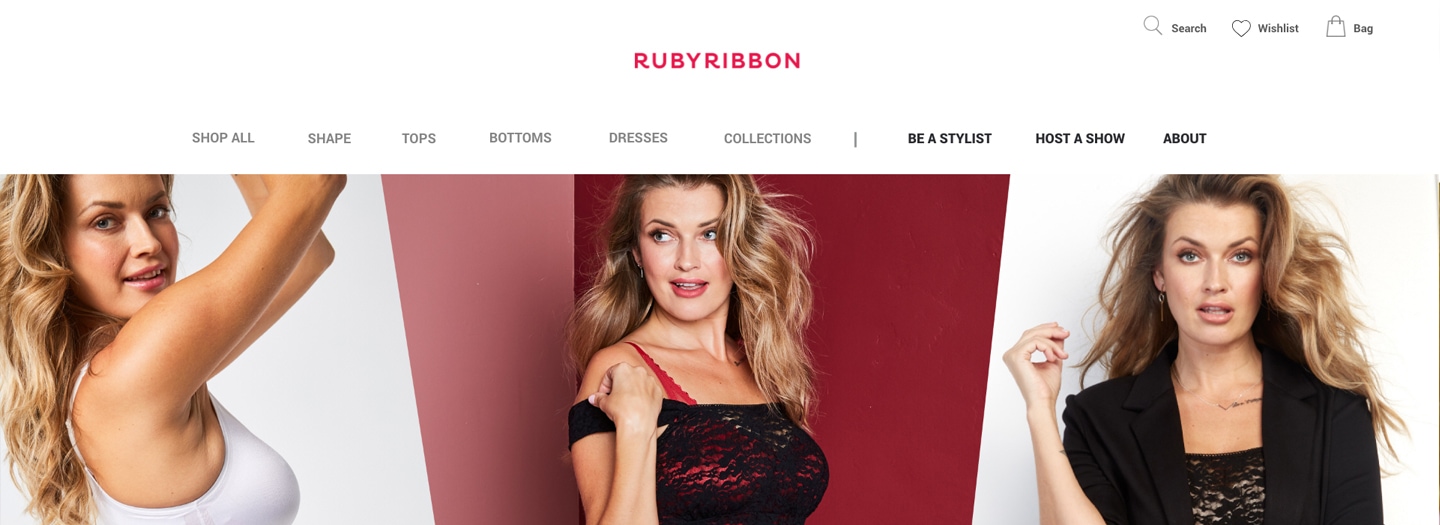 Search Wishlist Bag
RUBYRIBBON
SHOP ALL SHAPE TOPS BOTTOMS DRESSES COLLECTIONS | BE A STYLIST HOST A SHOW ABOUT